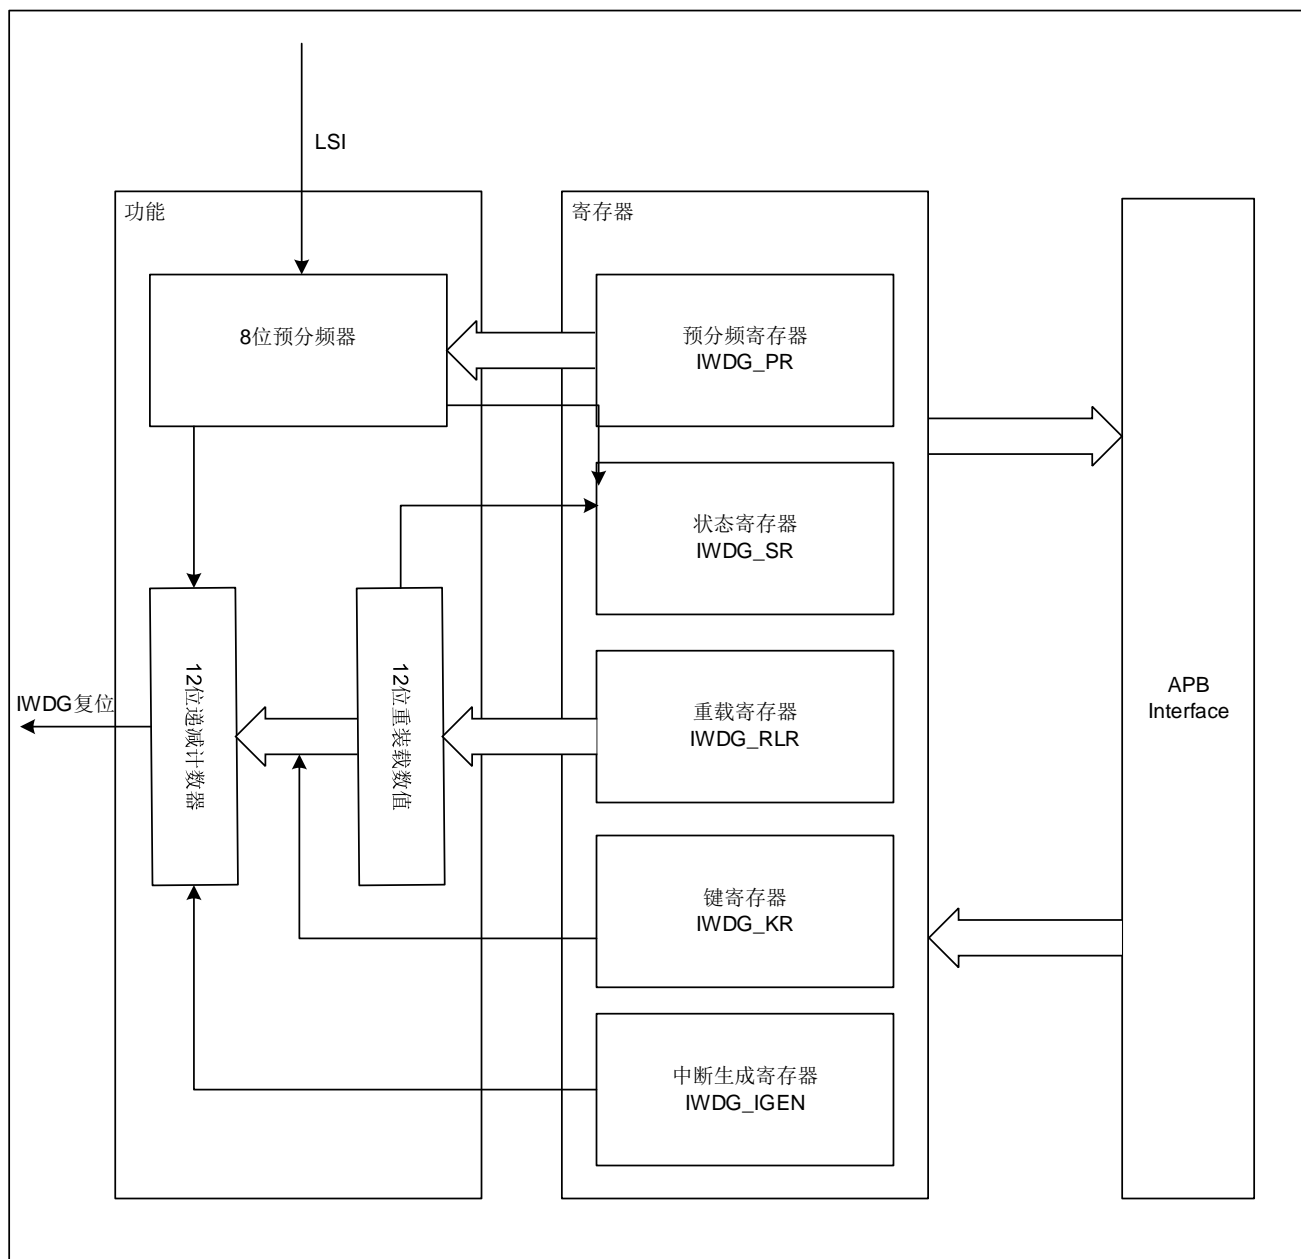 LSI
功能
寄存器
8位预分频器
预分频寄存器
IWDG_PR
状态寄存器
IWDG_SR
IWDG复位
12位递减计数器
12位重装载数值
重载寄存器
IWDG_RLR
APB
Interface
键寄存器
IWDG_KR
中断生成寄存器
IWDG_IGEN